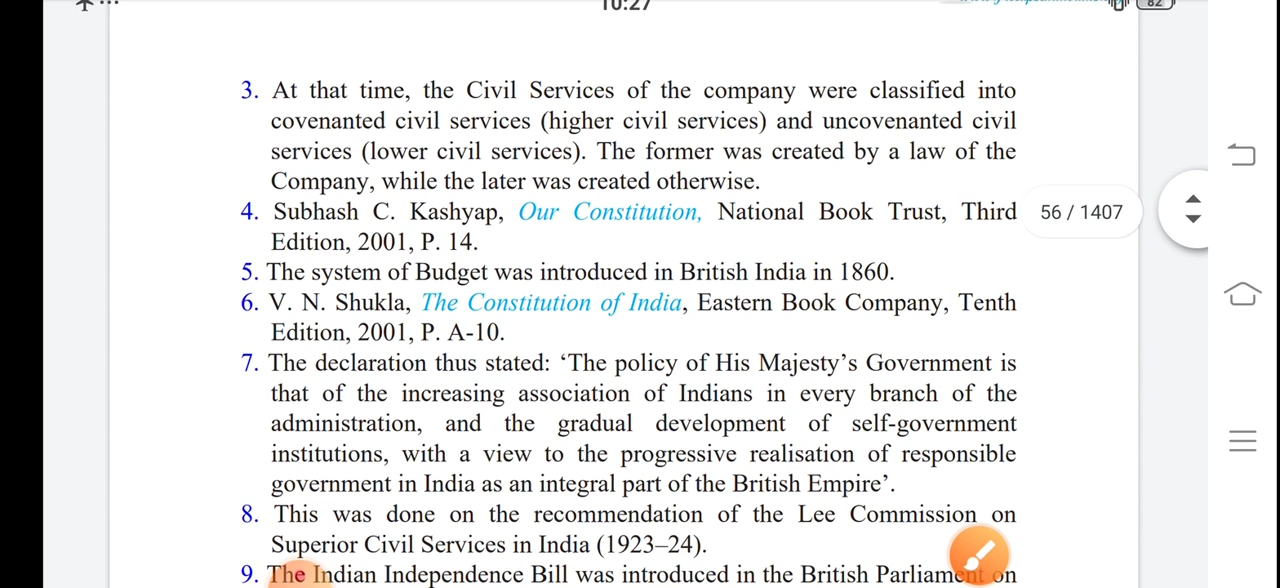 10:27
82
3. At that time, the Civil Services of the company were classified into
covenanted civil services (higher civil services) and uncovenanted civil
services (lower civil services). The former was created by a law of the
Company, while the later was created otherwise.
4. Subhash C. Kashyap, Our Constitution, National Book Trust, Third
Edition, 2001, P. 14.
56 / 1407
5. The system of Budget was introduced in British India in 1860.
6. V. N. Shukla, The Constitution of India, Eastern Book Company, Tenth
Edition, 2001, P. A-10.
7. The declaration thus stated: ‘The policy of His Majesty’s Government is
that of the increasing association of Indians in every branch of the
administration, and the gradual development of self-government
institutions, with a view to the progressive realisation of responsible
government in India as an integral part of the British Empire’.
8. This was done on the recommendation of the Lee Commission on
Superior Civil Services in India (1923–24).
9. The Indian Independence Bill was introduced in the British Parliament on